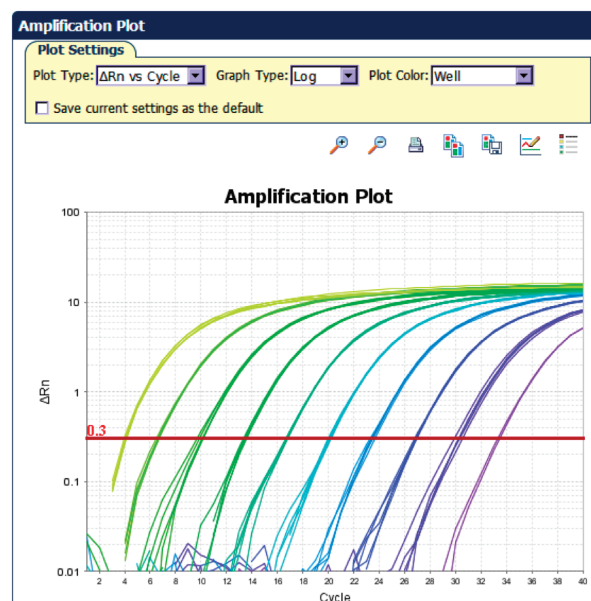 Amplification Plot
Plot Settings
Plot Type: ΔRn vs Cycle Graph Type: Log Plot Color: Well
Save current settings as the default
Amplification Plot
100
10
1
0.3
0.1
0.01
ΔRn
2 4 6 8 10 12 14 16 18 20 22 24 26 28 30 32 34 36 38 40
Cycle